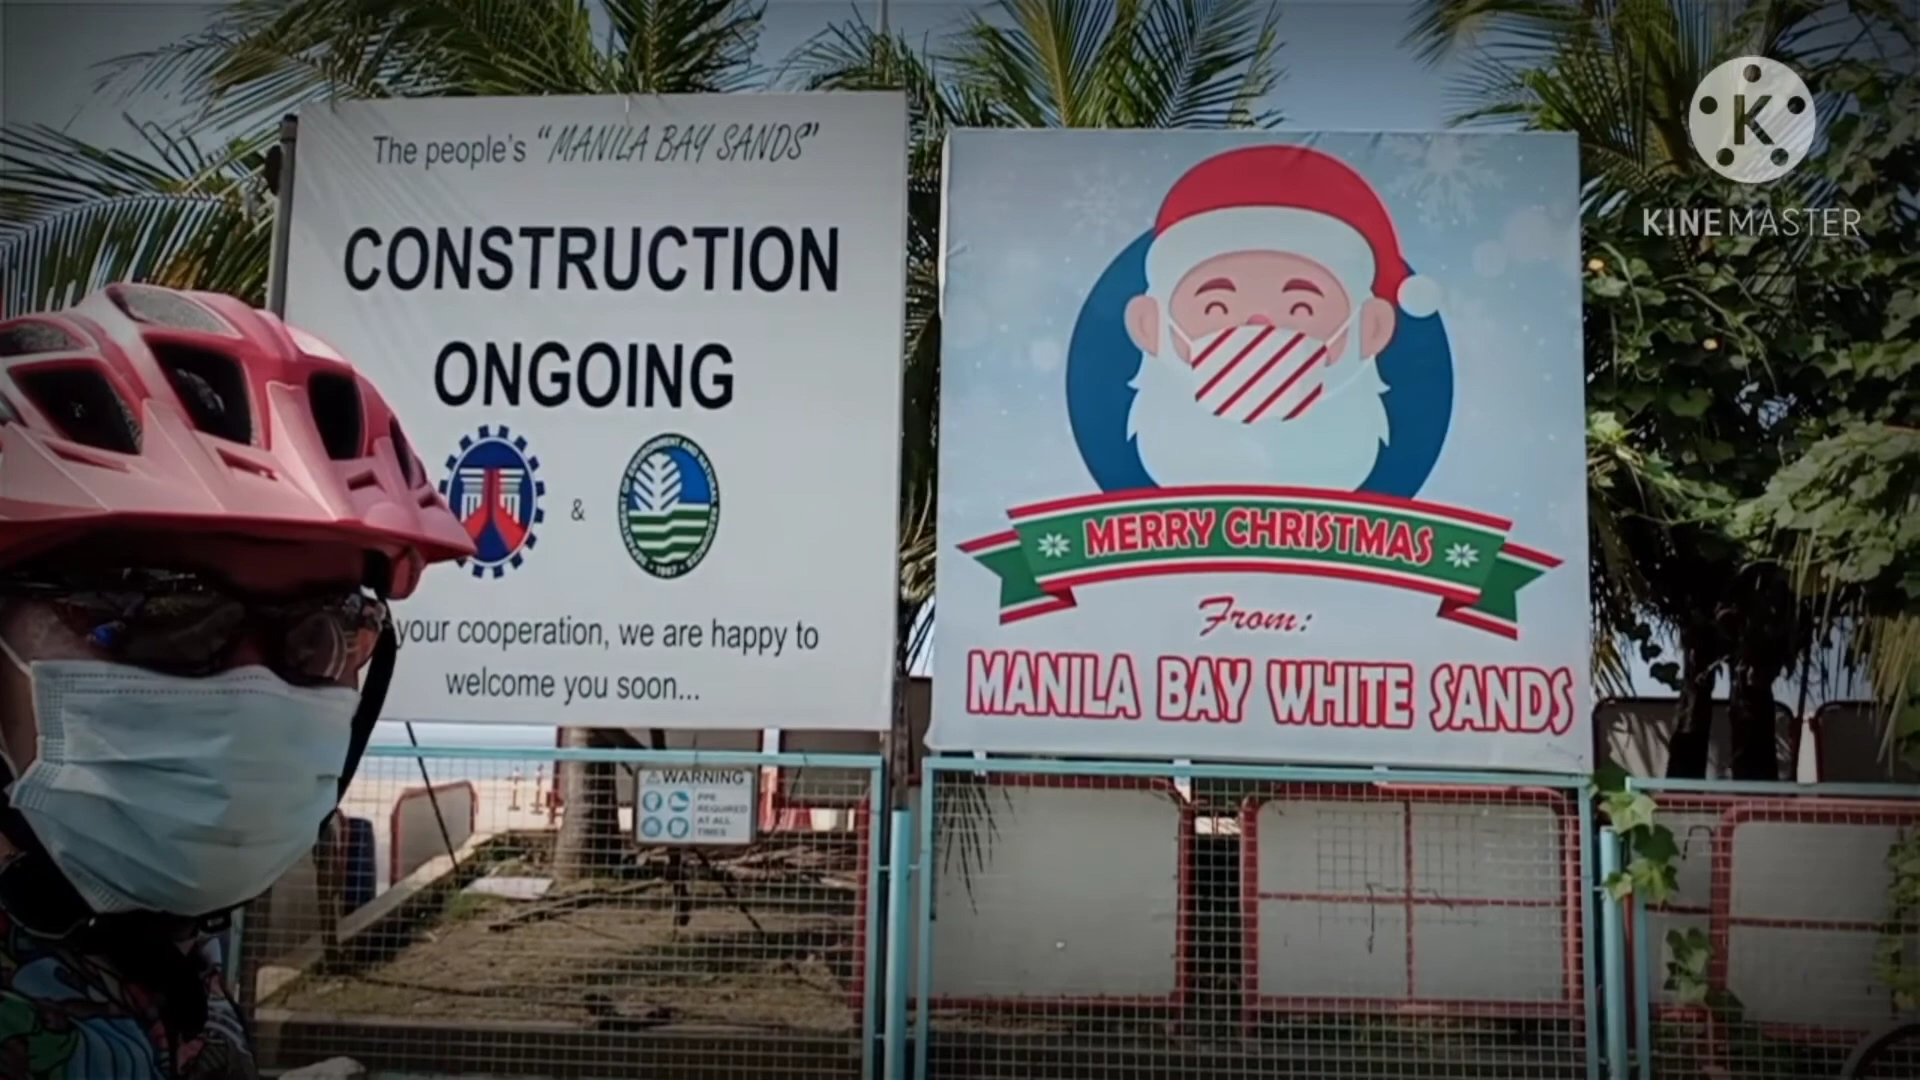 The people's "MANILA BAY SANDS"
CONSTRUCTION
ONGOING
&
your cooperation, we are happy to
welcome you soon...
MERRY CHRISTMAS
From:
MANILA BAY WHITE SANDS
WARNING
PPE
REQUIRED
AT ALL
TIMES
K
KINEMASTER